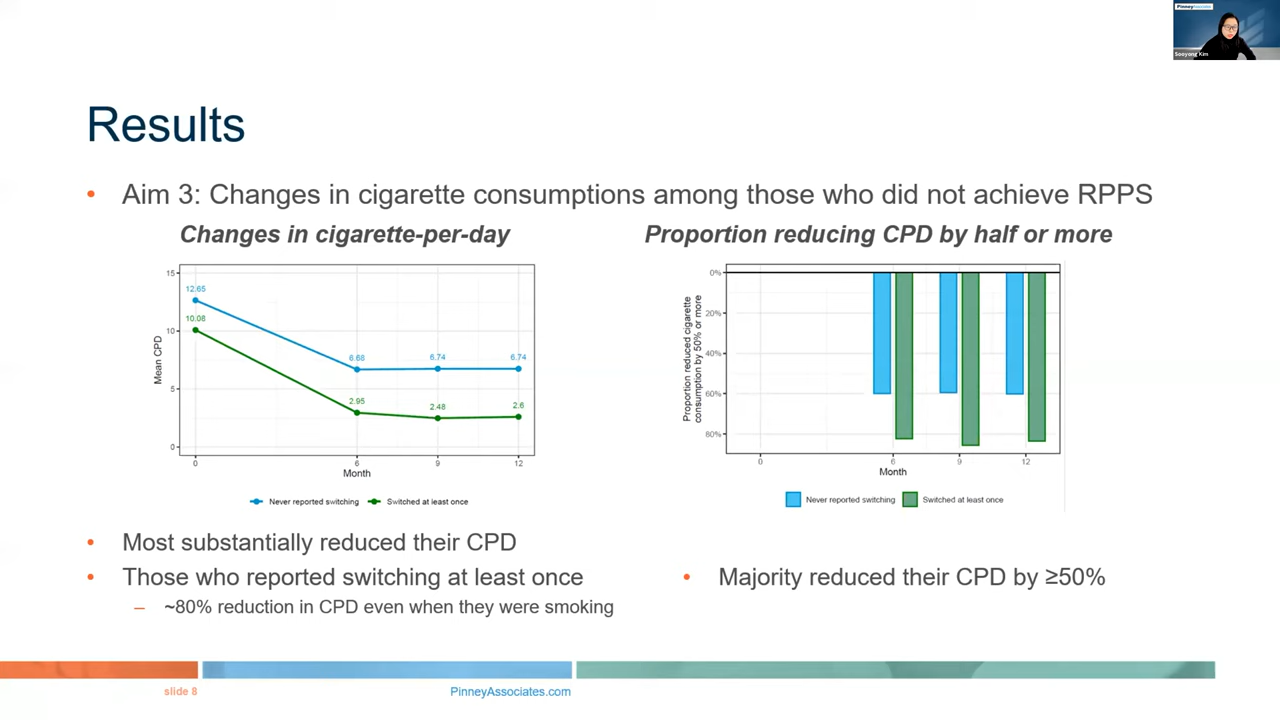 PinneyAssociates
Sooyong Kim
Results
• Aim 3: Changes in cigarette consumptions among those who did not achieve RPPS
Changes in cigarette-per-day
Mean CPD
15
10
5
0
12.65
10.08
6.68
6.74
6.74
2.95
2.48
2.6
0
6
9
12
Month
Never reported switching
Switched at least once
Proportion reducing CPD by half or more
Proportion reduced cigarette
consumption by 50% or more
0%
20%
40%
60%
80%
0
6
9
12
Month
Never reported switching
Switched at least once
• Most substantially reduced their CPD
• Those who reported switching at least once
– ~80% reduction in CPD even when they were smoking
• Majority reduced their CPD by ≥50%
slide 8
PinneyAssociates.com